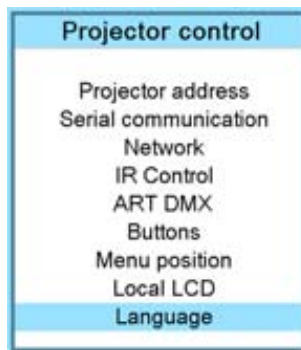 Projector control
Projector address
Serial communication
Network
IR Control
ART DMX
Buttons
Menu position
Local LCD
Language